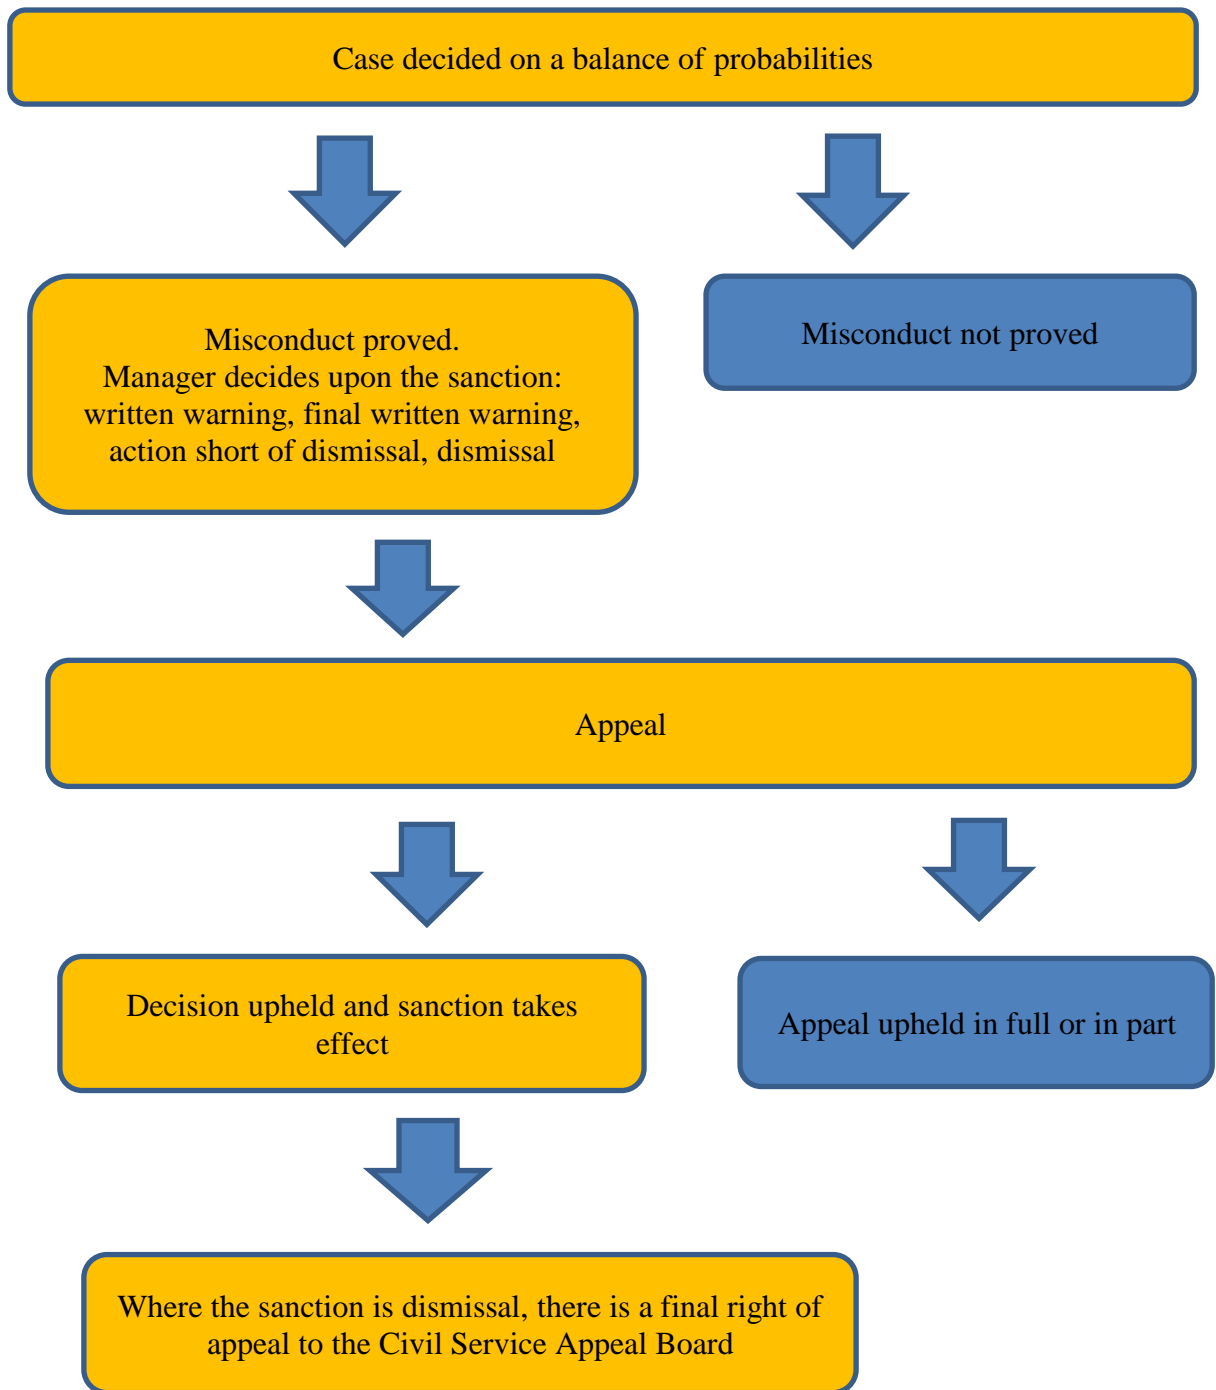 Case decided on a balance of probabilities
Misconduct proved.
Manager decides upon the sanction:
written warning, final written warning,
action short of dismissal, dismissal
Misconduct not proved
Appeal
Decision upheld and sanction takes
effect
Appeal upheld in full or in part
Where the sanction is dismissal, there is a final right of
appeal to the Civil Service Appeal Board